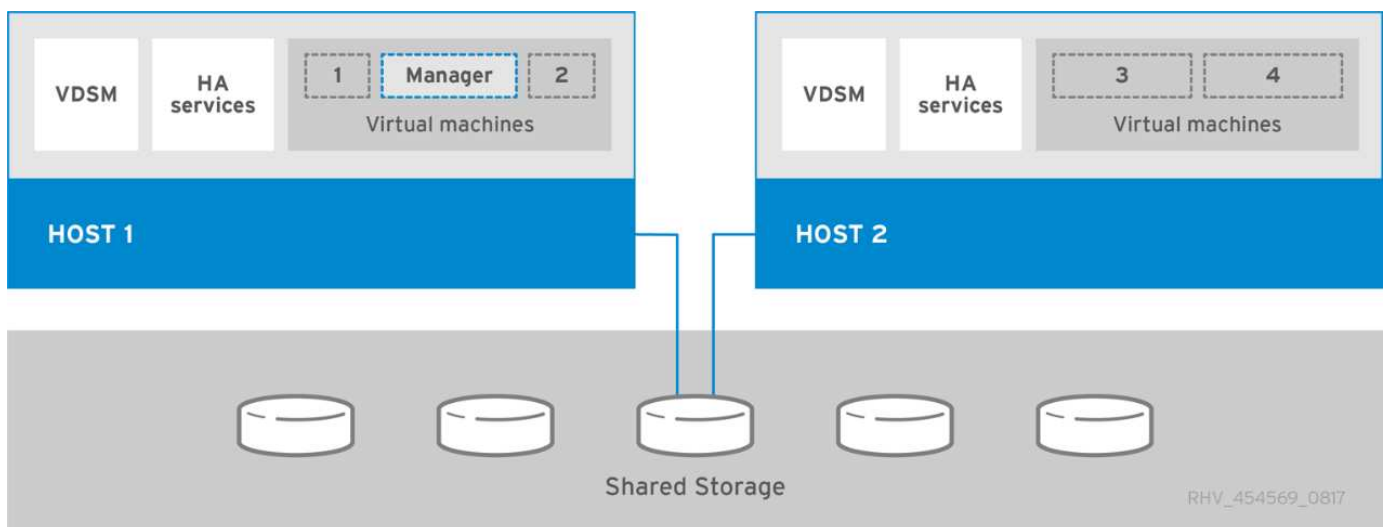 VDSM
HA
services
1
Manager
2
Virtual machines
HOST 1
VDSM
HA
services
3
4
Virtual machines
HOST 2
Shared Storage
RHV_454569_0817